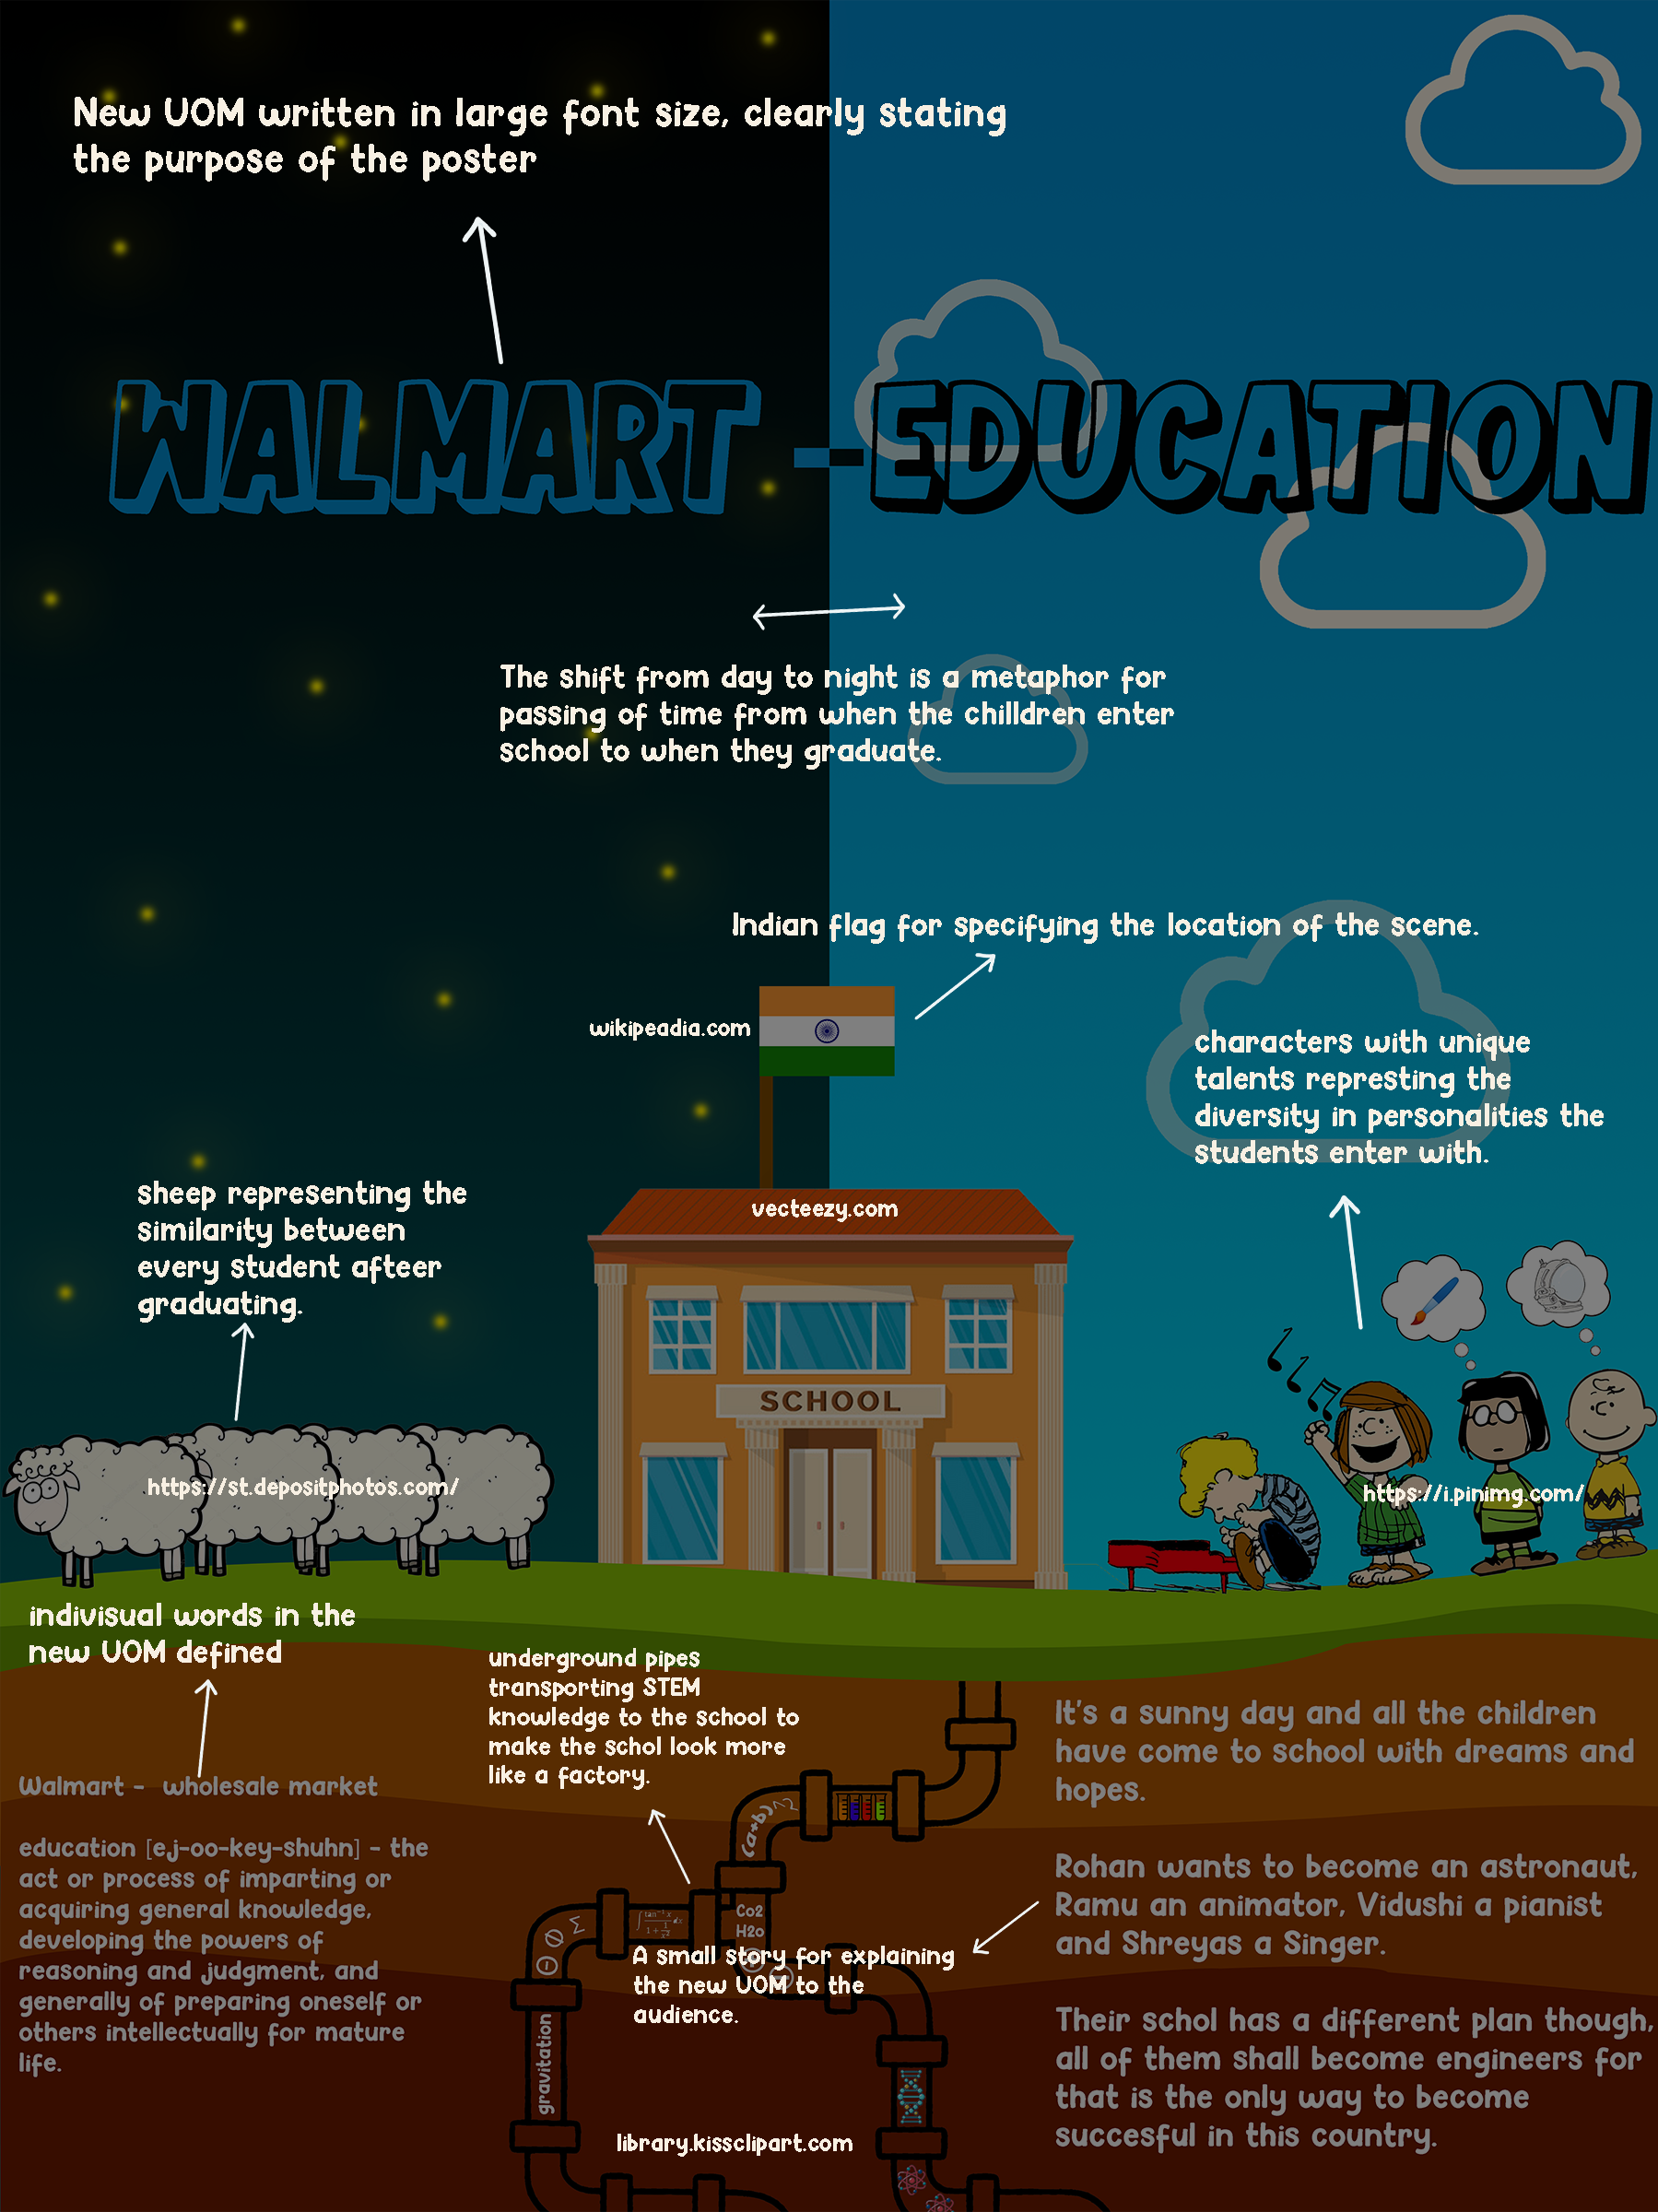 New UOM written in large font size, clearly stating
the purpose of the poster
WALMART - EDUCATION
The shift from day to night is a metaphor for
passing of time from when the chilldren enter
school to when they graduate.
Indian flag for specifying the location of the scene.
wikipeadia.com
characters with unique
talents represting the
diversity in personalities the
students enter with.
sheep representing the
similarity between
every student afteer
graduating.
vecteezy.com
SCHOOL
https://st.depositphotos.com/
https://i.pinimg.com/
indivisual words in the
new UOM defined
Walmart - wholesale market
education [ej-oo-key-shuhn] - the
act or process of imparting or
acquiring general knowledge,
developing the powers of
reasoning and judgment, and
generally of preparing oneself or
others intellectually for mature
life.
underground pipes
transporting STEM
knowledge to the school to
make the schol look more
like a factory.
(a+b)^2
Co2
H2o
A small story for explaining
the new UOM to the
audience.
gravitation
library.kissclipart.com
It's a sunny day and all the children
have come to school with dreams and
hopes.
Rohan wants to become an astronaut,
Ramu an animator, Vidushi a pianist
and Shreyas a Singer.
Their schol has a different plan though,
all of them shall become engineers for
that is the only way to become
succesful in this country.